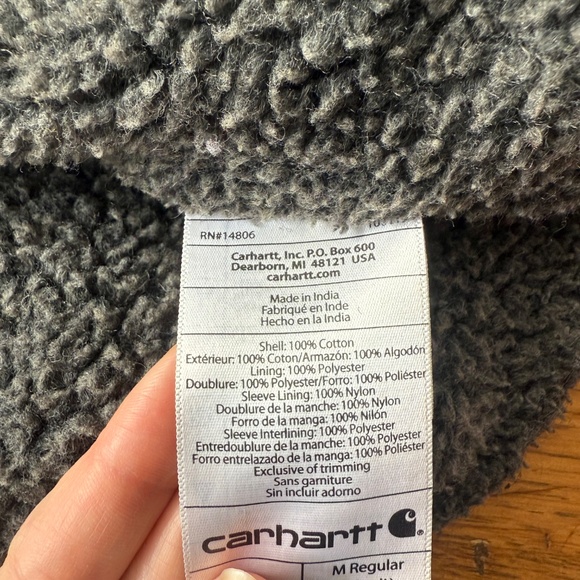 RN#14806
Carhartt, Inc. P.O. Box 600
Dearborn, MI 48121 USA
carhartt.com
Made in India
Fabriqué en Inde
Hecho en la India
Shell: 100% Cotton
Extérieur: 100% Coton/Armazón: 100% Algodón
Lining: 100% Polyester
Doublure: 100% Polyester/Forro: 100% Poliéster
Sleeve Lining: 100% Nylon
Doublure de la manche: 100% Nylon
Forro de la manga: 100% Nilón
Sleeve Interlining: 100% Polyester
Entredoublure de la manche: 100% Polyester
Forro entrelazado de la manga: 100% Poliéster
Exclusive of trimming
Sans garniture
Sin incluir adorno
carhartt
M Regular